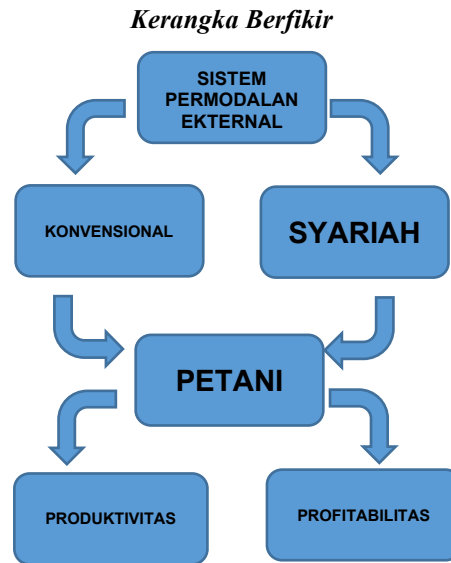 Kerangka Berfikir
SISTEM
PERMODALAN
EKTERNAL
KONVENSIONAL
SYARIAH
PETANI
PRODUKTIVITAS
PROFITABILITAS